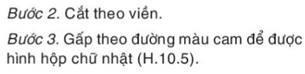 Bước 2. Cắt theo viền.
Bước 3. Gấp theo đường màu cam để được
hình hộp chữ nhật (H.10.5).